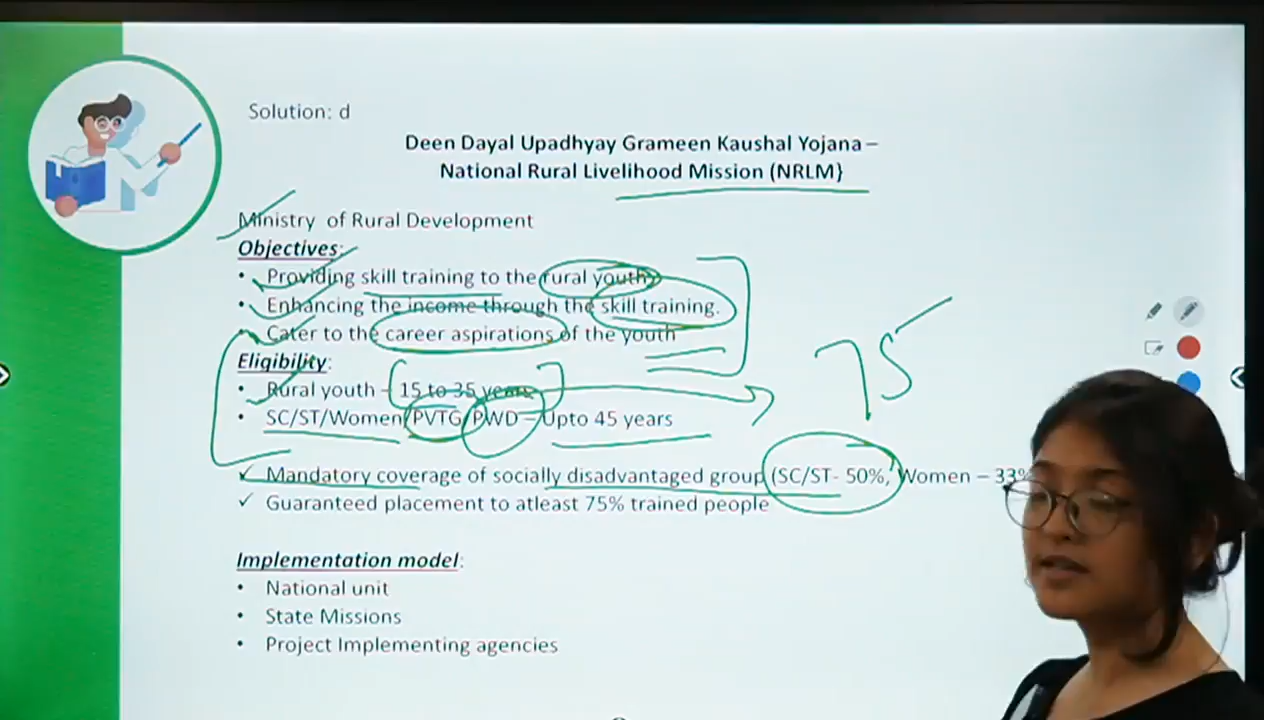 Solution: d
Deen Dayal Upadhyay Grameen Kaushal Yojana –
National Rural Livelihood Mission (NRLM}
Ministry of Rural Development
Objectives:
• Providing skill training to the rural youth
• Enhancing the income through the skill training.
• Cater to the career aspirations of the youth
Eligibility:
• Rural youth – 15 to 35 years
• SC/ST/Women/PVTG/PWD – Upto 45 years
75
✓ Mandatory coverage of socially disadvantaged group (SC/ST- 50%, Women – 33%
✓ Guaranteed placement to atleast 75% trained people
Implementation model:
• National unit
• State Missions
• Project Implementing agencies